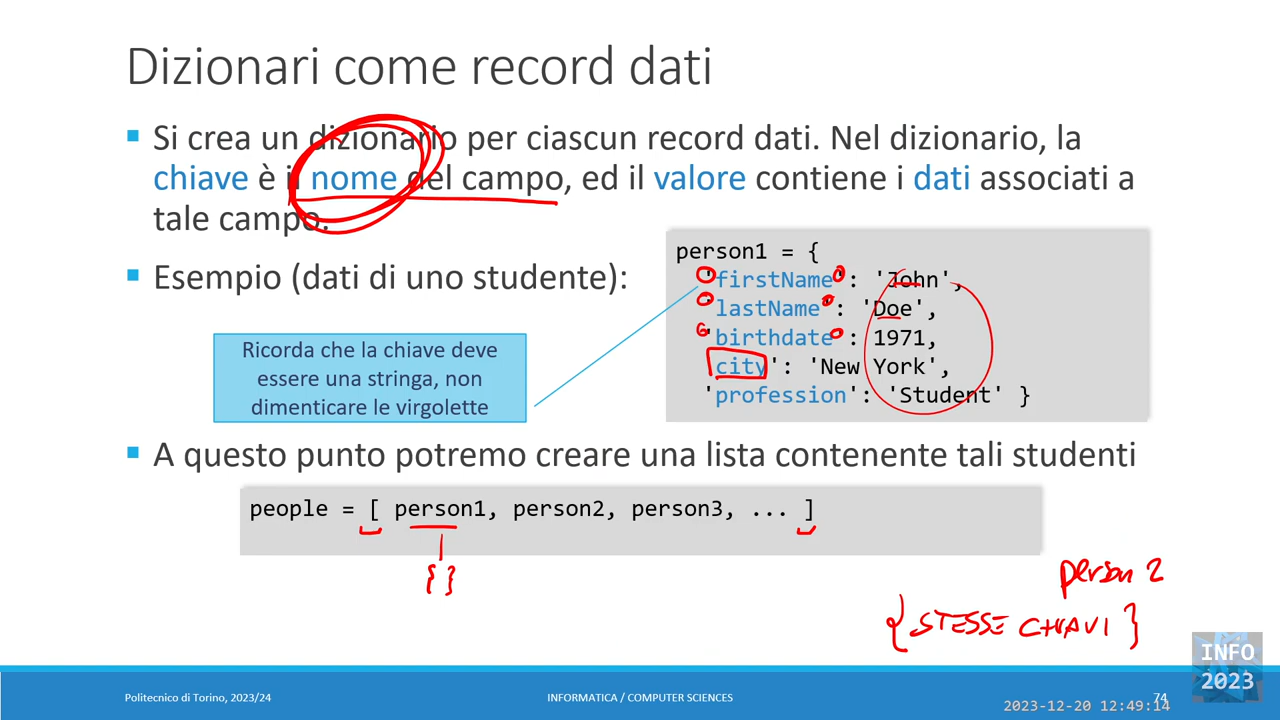 Dizionari come record dati
Si crea un dizionario per ciascun record dati. Nel dizionario, la
chiave è il nome del campo, ed il valore contiene i dati associati a
tale campo.
Esempio (dati di uno studente):
person1 = {
'firstName': 'John',
'lastName': 'Doe',
'birthdate': 1971,
'city': 'New York',
'profession': 'Student' }
Ricorda che la chiave deve
essere una stringa, non
dimenticare le virgolette
A questo punto potremo creare una lista contenente tali studenti
people = [ person1, person2, person3, ... ]
{ }
person 2
{ STESSE CHIAVI }
Politecnico di Torino, 2023/24
INFORMATICA / COMPUTER SCIENCES
74
INFO
2023
2023-12-20 12:49:14